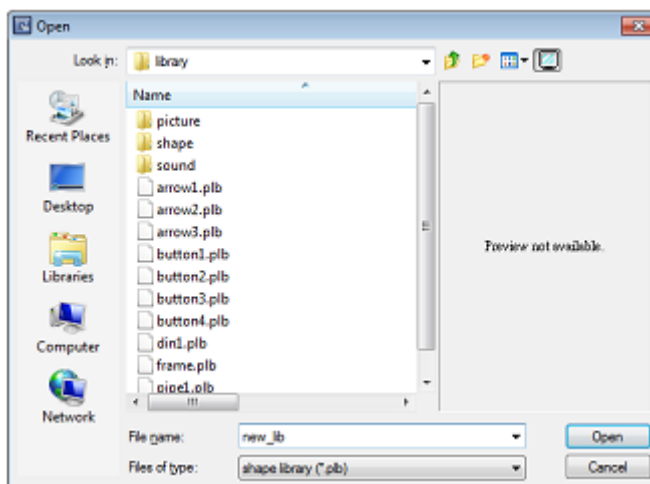 Open
Look in: library
Name
picture
shape
sound
arrow1.plb
arrow2.plb
arrow3.plb
button1.plb
button2.plb
button3.plb
button4.plb
din1.plb
frame.plb
pipe1.plb
Recent Places
Desktop
Libraries
Computer
Network
Preview not available.
File name: new_lib Open
Files of type: shape library (*.plb) Cancel